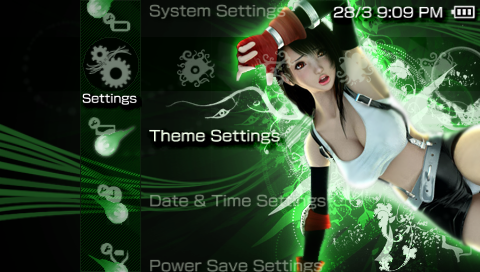 System Settings
28/3 9:09 PM
Settings
Theme Settings
Date & Time Settings
Power Save Settings